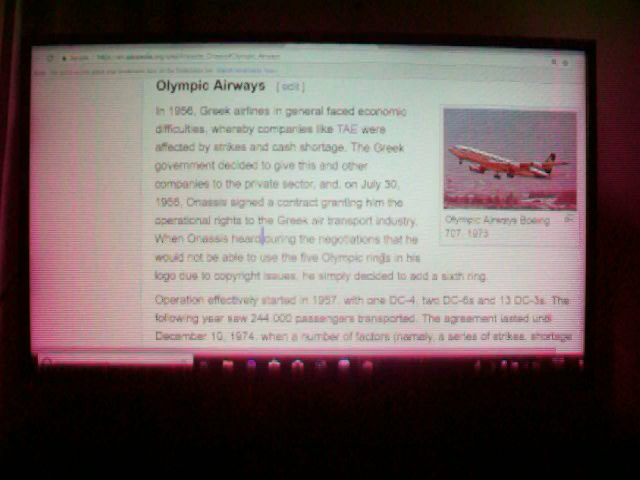 Olympic Airways [ edit ]
In 1956, Greek airlines in general faced economic
difficulties, whereby companies like TAE were
affected by strikes and cash shortage. The Greek
government decided to give this and other
companies to the private sector, and, on July 30,
1956, Onassis signed a contract granting him the
operational rights to the Greek air transport industry.
When Onassis heard during the negotiations that he
would not be able to use the five Olympic rings in his
logo due to copyright issues, he simply decided to add a sixth ring.
Olympic Airways Boeing
707, 1973
Operation effectively started in 1957, with one DC-4, two DC-6s and 13 DC-3s. The
following year saw 244,000 passengers transported. The agreement lasted until
December 10, 1974, when a number of factors (namely, a series of strikes, shortage